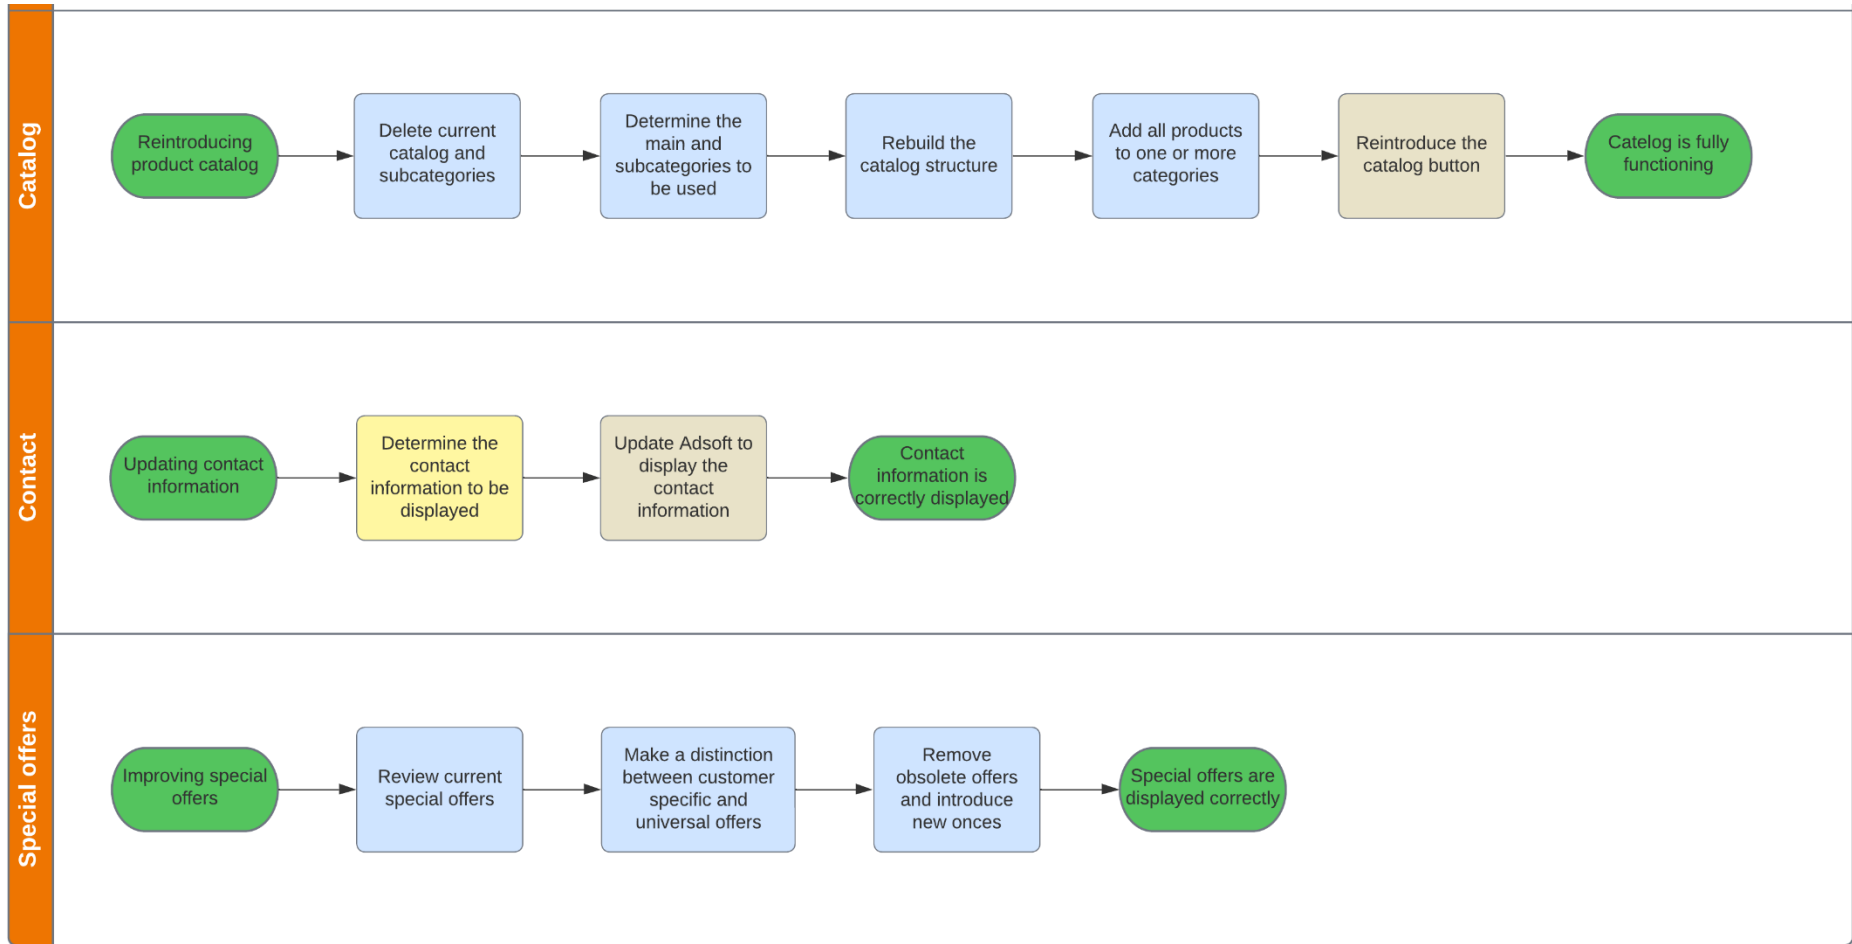 Catalog
Reintroducing
product catalog
Delete current
catalog and
subcategories
Determine the
main and
subcategories to
be used
Rebuild the
catalog structure
Add all products
to one or more
categories
Reintroduce the
catalog button
Catelog is fully
functioning
Contact
Updating contact
information
Determine the
contact
information to be
displayed
Update Adsoft to
display the
contact
information
Contact
information is
correctly displayed
Special offers
Improving special
offers
Review current
special offers
Make a distinction
between customer
specific and
universal offers
Remove
obsolete offers
and introduce
new onces
Special offers are
displayed correctly